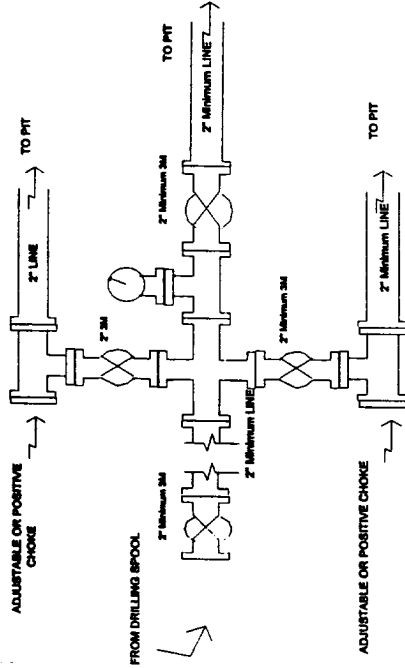 TO PIT
2" LINE
2" 3M
ADJUSTABLE OR POSITIVE
CHOKE
TO PIT
2" Minimum LINE
2" Minimum 3M
2" Minimum 3M
2" Minimum LINE
FROM DRILLING SPOOL
2" Minimum 3M
TO PIT
2" Minimum LINE
ADJUSTABLE OR POSITIVE CHOKE